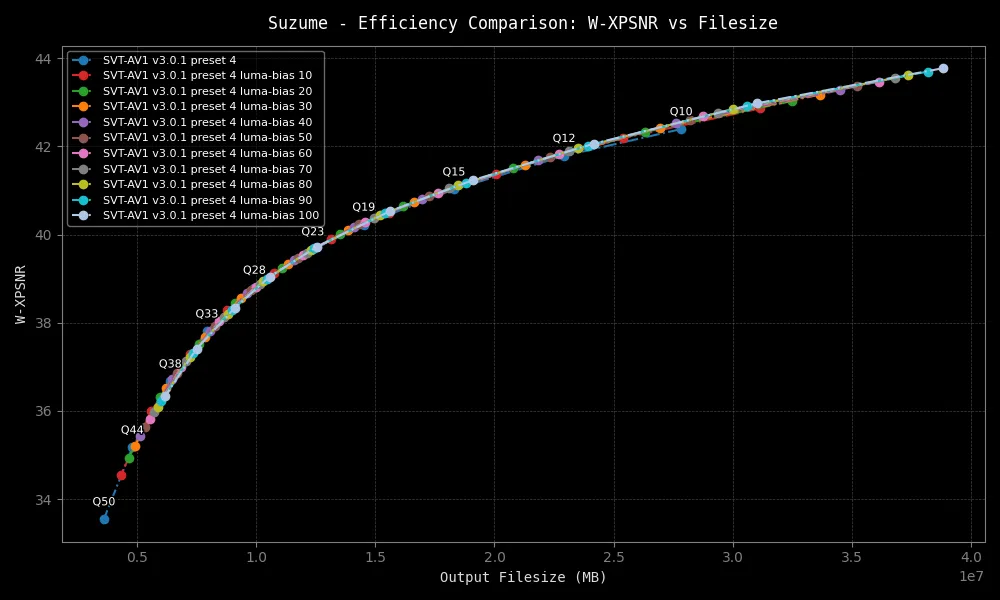 Suzume - Efficiency Comparison: W-XPSNR vs Filesize
SVT-AV1 v3.0.1 preset 4
SVT-AV1 v3.0.1 preset 4 luma-bias 10
SVT-AV1 v3.0.1 preset 4 luma-bias 20
SVT-AV1 v3.0.1 preset 4 luma-bias 30
SVT-AV1 v3.0.1 preset 4 luma-bias 40
SVT-AV1 v3.0.1 preset 4 luma-bias 50
SVT-AV1 v3.0.1 preset 4 luma-bias 60
SVT-AV1 v3.0.1 preset 4 luma-bias 70
SVT-AV1 v3.0.1 preset 4 luma-bias 80
SVT-AV1 v3.0.1 preset 4 luma-bias 90
SVT-AV1 v3.0.1 preset 4 luma-bias 100
W-XPSNR
44
42
40
38
36
34
Q10
Q12
Q15
Q19
Q23
Q28
Q33
Q38
Q44
Q50
0.5 1.0 1.5 2.0 2.5 3.0 3.5 4.0
1e7
Output Filesize (MB)